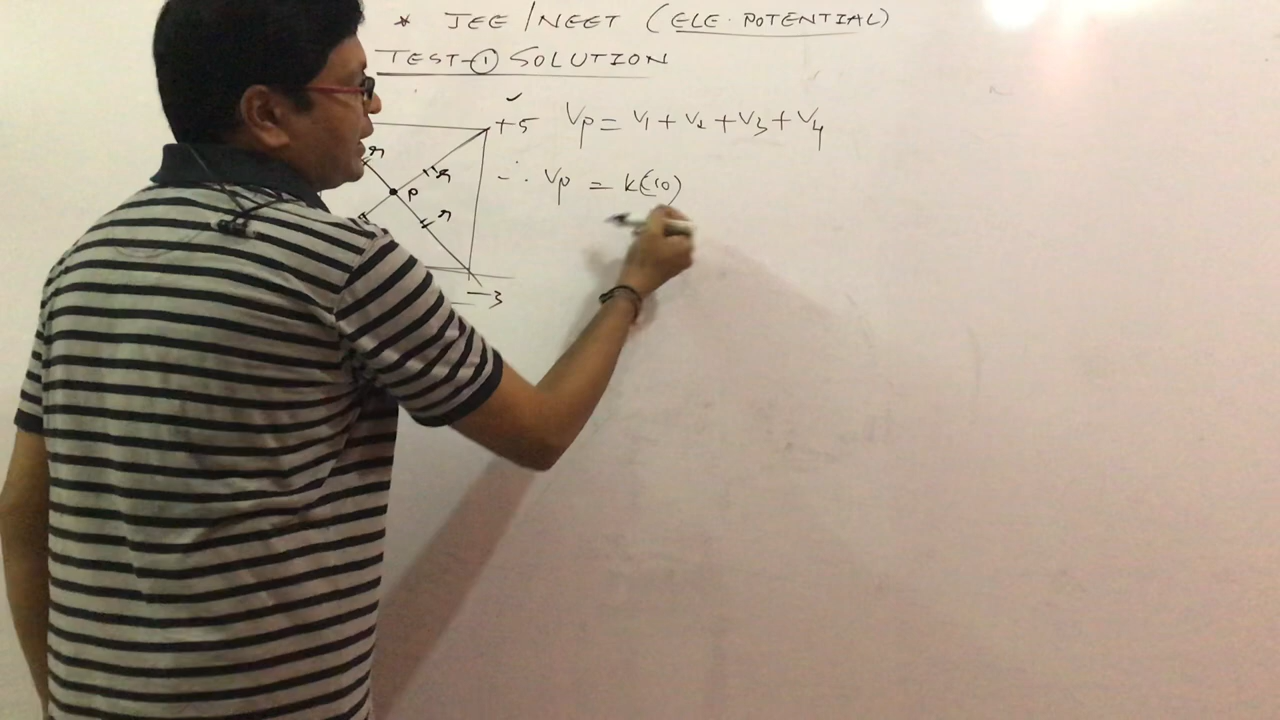 * JEE/NEET (ELE. POTENTIAL)
TEST-① SOLUTION
+5 Vp = V1 + V2 + V3 + V4
∴ Vp = K(10)
r
r
P
r
-3